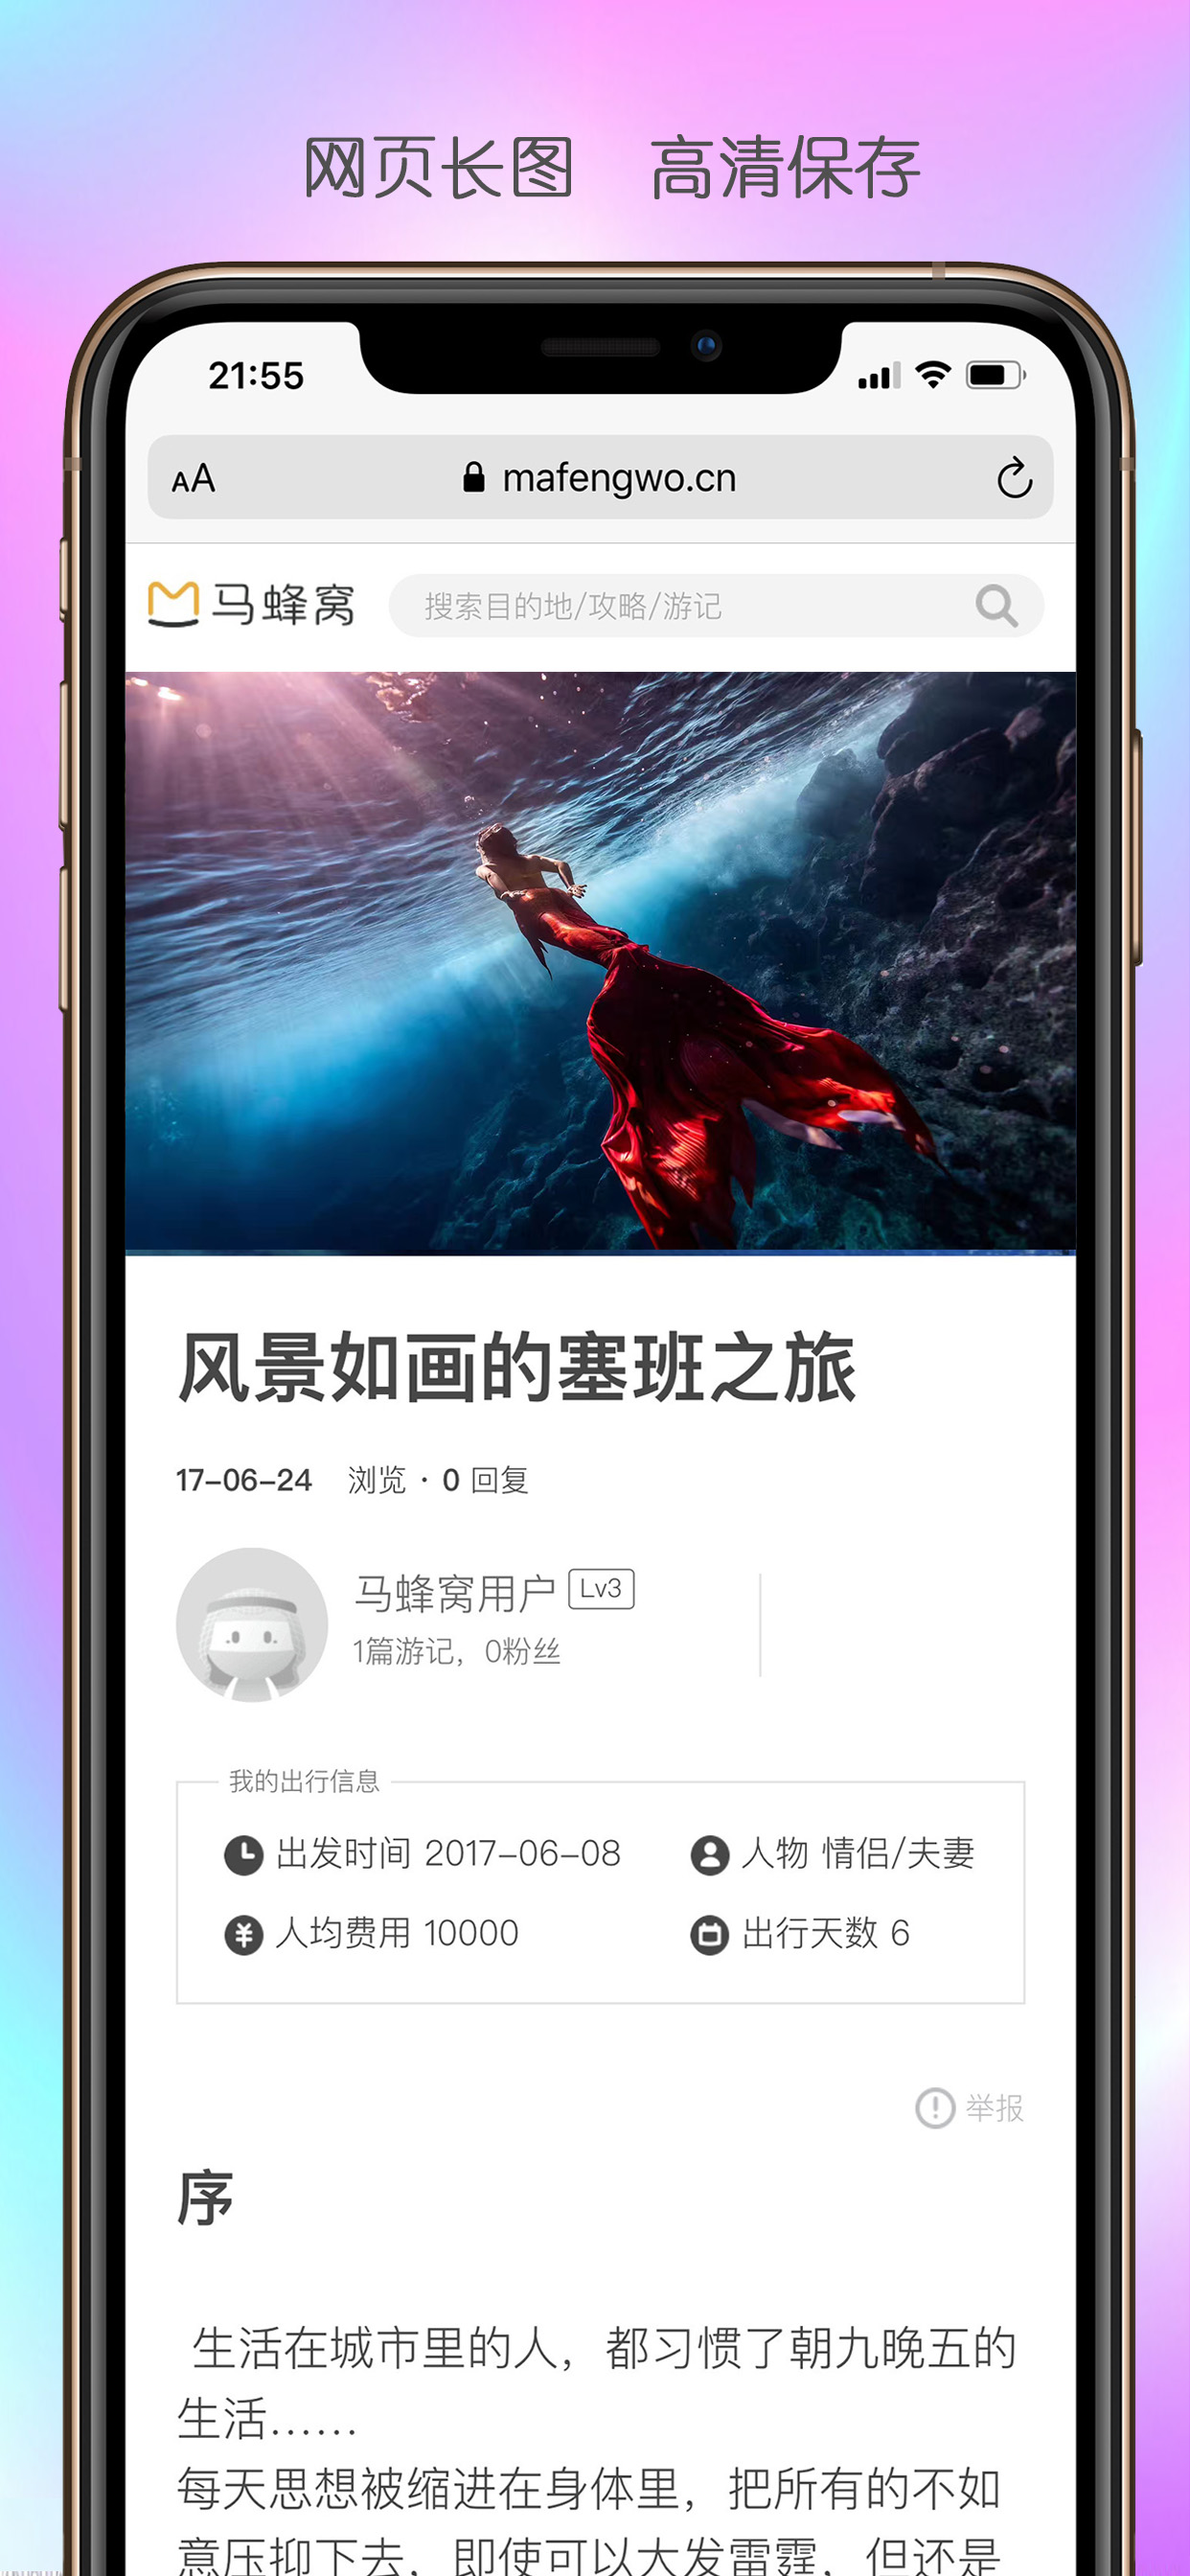 网页长图 高清保存
21:55
AA mafengwo.cn
马蜂窝 搜索目的地/攻略/游记
风景如画的塞班之旅
17-06-24 浏览 · 0 回复
马蜂窝用户 Lv3
1篇游记，0粉丝
我的出行信息
出发时间 2017-06-08 人物 情侣/夫妻
人均费用 10000 出行天数 6
举报
序
生活在城市里的人，都习惯了朝九晚五的
生活……
每天思想被缩进在身体里，把所有的不如
意压抑下去，即使可以大发雷霆，但还是